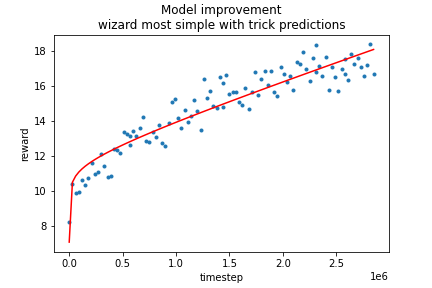 Model improvement
wizard most simple with trick predictions
18
16
14
12
10
8
reward
0.0 0.5 1.0 1.5 2.0 2.5
1e6
timestep